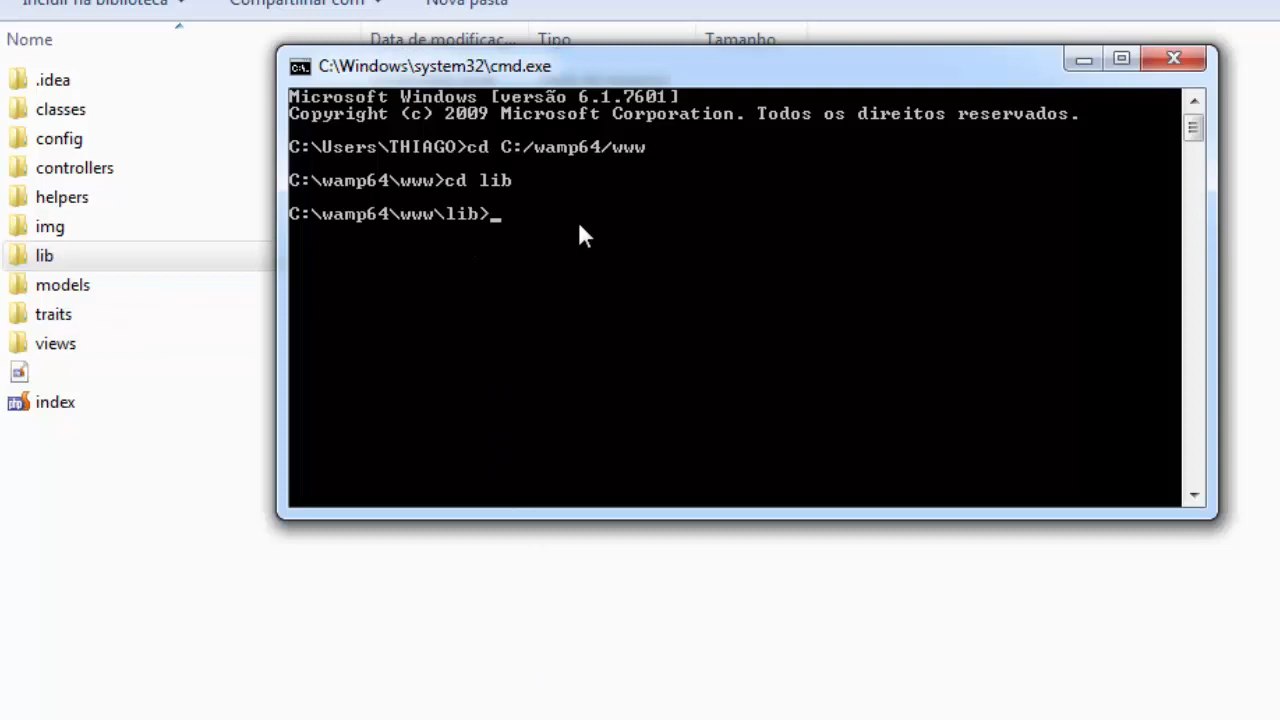 Incluir na biblioteca
Compartilhar com
Nova pasta
Nome
Data de modificaç...
Tipo
Tamanho
.idea
classes
config
controllers
helpers
img
lib
models
traits
views
index
C:\Windows\system32\cmd.exe
Microsoft Windows [versão 6.1.7601]
Copyright (c) 2009 Microsoft Corporation. Todos os direitos reservados.
C:\Users\THIAGO>cd C:/wamp64/www
C:\wamp64\www>cd lib
C:\wamp64\www\lib>_